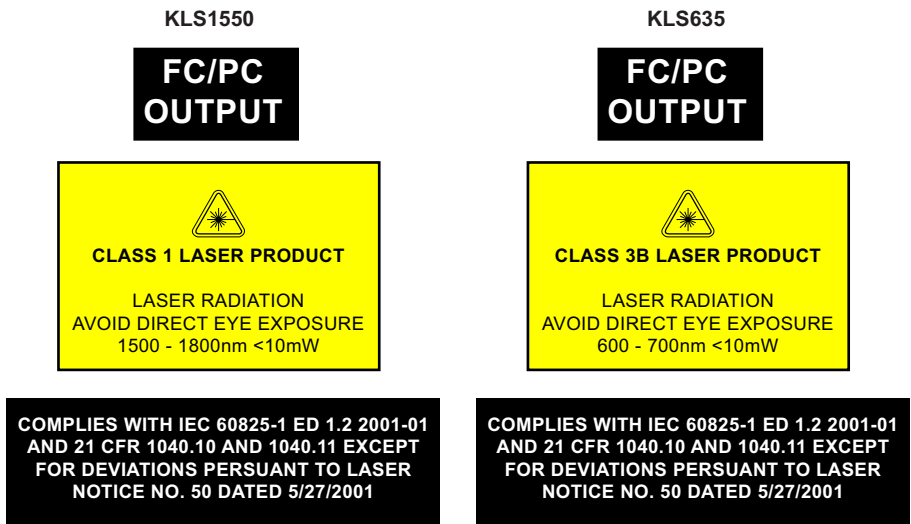 KLS1550
FC/PC
OUTPUT
CLASS 1 LASER PRODUCT
LASER RADIATION
AVOID DIRECT EYE EXPOSURE
1500 - 1800nm <10mW
COMPLIES WITH IEC 60825-1 ED 1.2 2001-01
AND 21 CFR 1040.10 AND 1040.11 EXCEPT
FOR DEVIATIONS PERSUANT TO LASER
NOTICE NO. 50 DATED 5/27/2001
KLS635
FC/PC
OUTPUT
CLASS 3B LASER PRODUCT
LASER RADIATION
AVOID DIRECT EYE EXPOSURE
600 - 700nm <10mW
COMPLIES WITH IEC 60825-1 ED 1.2 2001-01
AND 21 CFR 1040.10 AND 1040.11 EXCEPT
FOR DEVIATIONS PERSUANT TO LASER
NOTICE NO. 50 DATED 5/27/2001